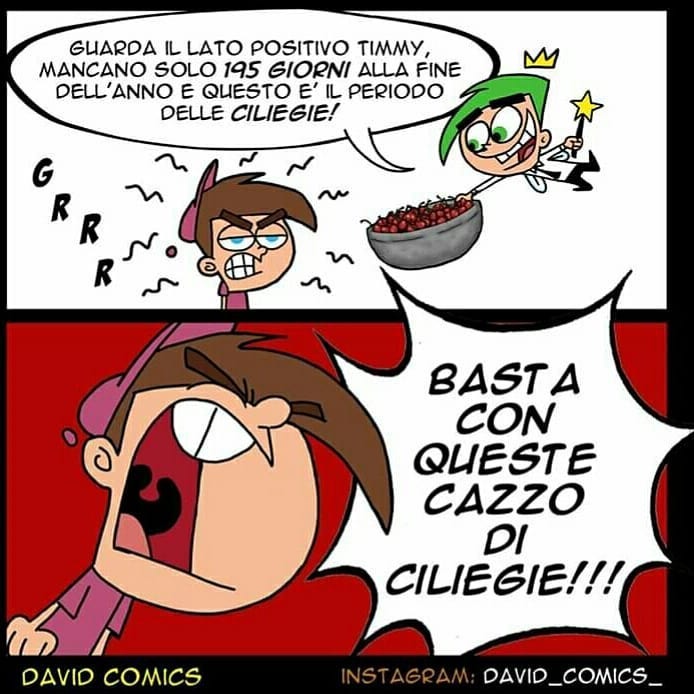 GUARDA IL LATO POSITIVO TIMMY,
MANCANO SOLO 195 GIORNI ALLA FINE
DELL'ANNO E QUESTO E' IL PERIODO
DELLE CILIEGIE!
GRRR
BASTA
CON
QUESTE
CAZZO
DI
CILIEGIE!!!
DAVID COMICS
INSTAGRAM: DAVID_COMICS_